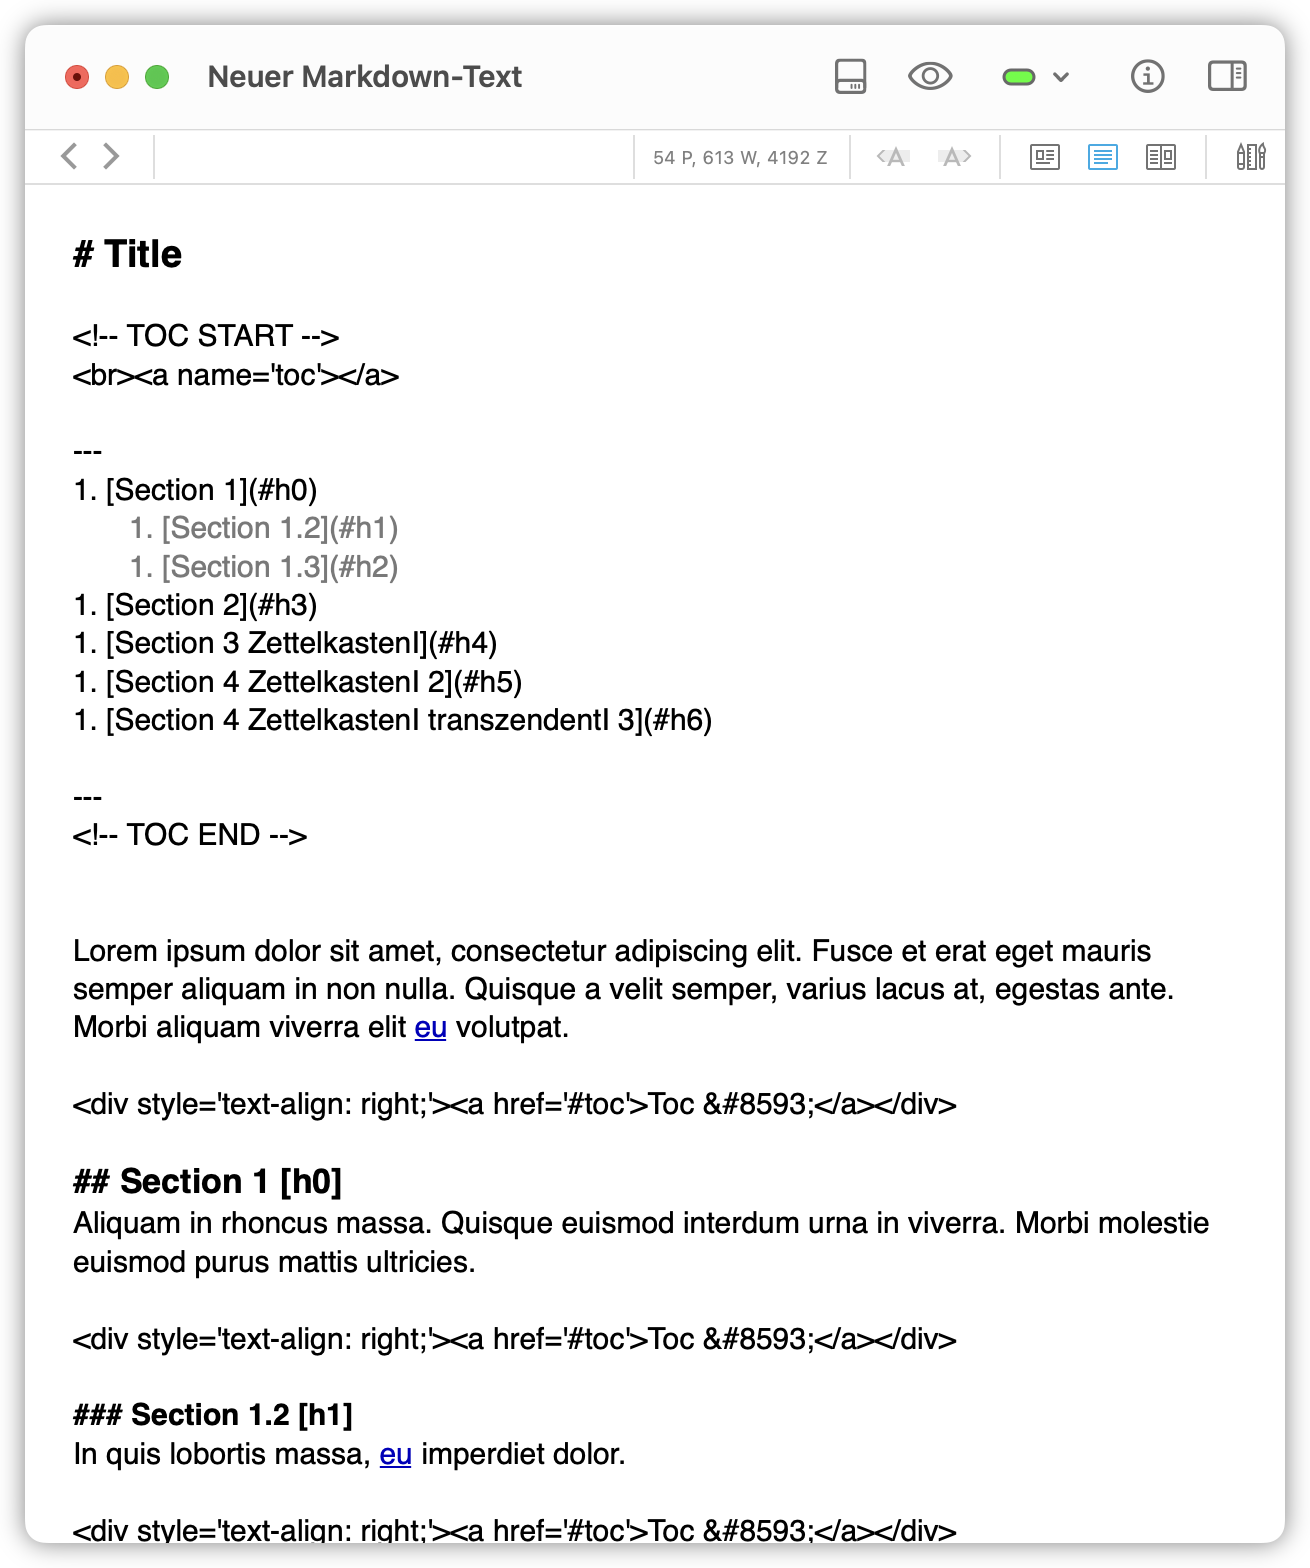 Neuer Markdown-Text
54 P, 613 W, 4192 Z
<A A>
# Title
<!-- TOC START -->
<br><a name='toc'></a>
---
1. [Section 1](#h0)
1. [Section 1.2](#h1)
1. [Section 1.3](#h2)
1. [Section 2](#h3)
1. [Section 3 ZettelkastenI](#h4)
1. [Section 4 ZettelkastenI 2](#h5)
1. [Section 4 ZettelkastenI transzendentI 3](#h6)
---
<!-- TOC END -->
Lorem ipsum dolor sit amet, consectetur adipiscing elit. Fusce et erat eget mauris
semper aliquam in non nulla. Quisque a velit semper, varius lacus at, egestas ante.
Morbi aliquam viverra elit eu volutpat.
<div style='text-align: right;'><a href='#toc'>Toc &#8593;</a></div>
## Section 1 [h0]
Aliquam in rhoncus massa. Quisque euismod interdum urna in viverra. Morbi molestie
euismod purus mattis ultricies.
<div style='text-align: right;'><a href='#toc'>Toc &#8593;</a></div>
### Section 1.2 [h1]
In quis lobortis massa, eu imperdiet dolor.
<div style='text-align: right;'><a href='#toc'>Toc &#8593;</a></div>